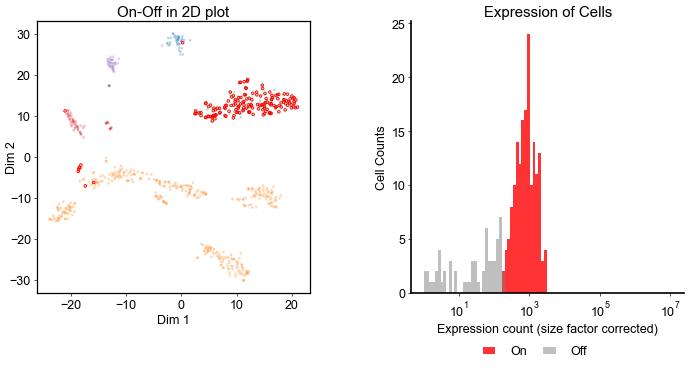 On-Off in 2D plot
Dim 2
30
20
10
0
−10
−20
−30
−20 −10 0 10 20
Dim 1
Expression of Cells
Cell Counts
25
20
15
10
5
0
10^1 10^3 10^5 10^7
Expression count (size factor corrected)
On Off